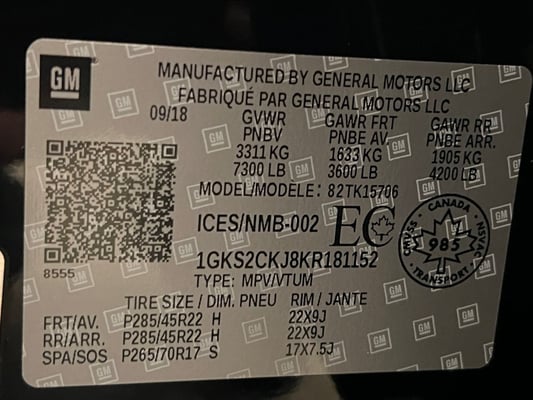 GM
MANUFACTURED BY GENERAL MOTORS LLC
FABRIQUÉ PAR GENERAL MOTORS LLC
09/18 GVWR GAWR FRT GAWR RR
PNBV PNBE AV. PNBE ARR.
3311 KG 1633 KG 1905 KG
7300 LB 3600 LB 4200 LB
MODEL/MODELE: 82TK15706
ICES/NMB-002 EC
CANADA
CMVSS 985 NSVAC
TRANSPORT
1GKS2CKJ8KR181152
8555
TYPE: MPV/VTUM
TIRE SIZE / DIM. PNEU RIM / JANTE
FRT/AV. P285/45R22 H 22X9J
RR/ARR. P285/45R22 H 22X9J
SPA/SOS P265/70R17 S 17X7.5J